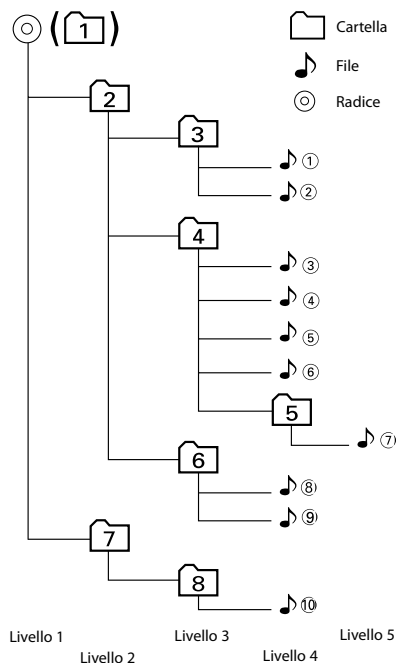 ( 1 )
Cartella
File
Radice
2
3
①
②
4
③
④
⑤
⑥
5
⑦
6
⑧
⑨
7
8
⑩
Livello 1
Livello 2
Livello 3
Livello 4
Livello 5